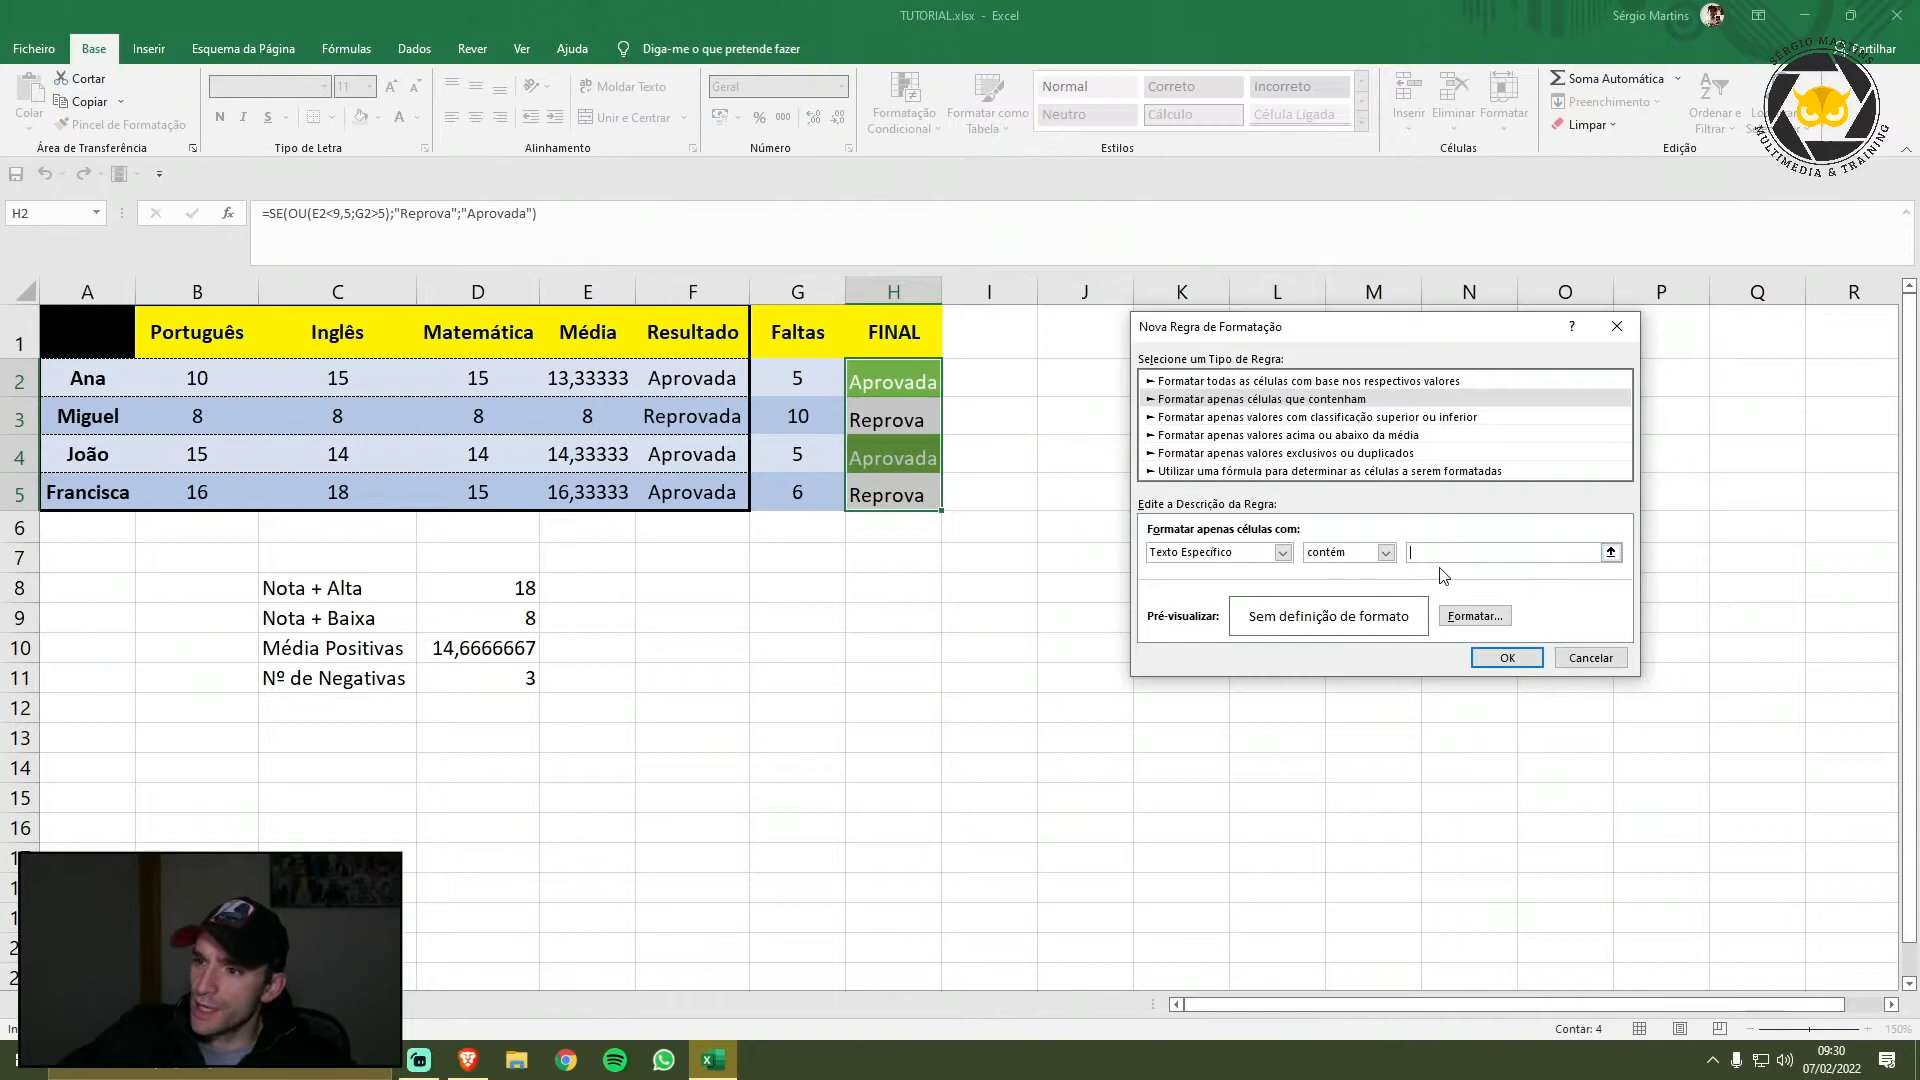 TUTORIAL.xlsx - Excel
Sérgio Martins
Ficheiro Base Inserir Esquema da Página Fórmulas Dados Rever Ver Ajuda Diga-me o que pretende fazer Partilhar
Cortar
Copiar
Pincel de Formatação
Colar
Área de Transferência
11
N I S
Tipo de Letra
Moldar Texto
Unir e Centrar
Alinhamento
Geral
% 000
Número
Formatação Condicional
Formatar como Tabela
Normal Correto Incorreto
Neutro Cálculo Célula Ligada
Estilos
Inserir Eliminar Formatar
Células
Soma Automática
Preenchimento
Limpar
Ordenar e Filtrar
Edição
SÉRGIO MARTINS
MULTIMEDIA & TRAINING
H2 fx =SE(OU(E2<9,5;G2>5);"Reprova";"Aprovada")
A B C D E F G H I J K L M N O P Q R
1 Português Inglês Matemática Média Resultado Faltas FINAL
2 Ana 10 15 15 13,33333 Aprovada 5 Aprovada
3 Miguel 8 8 8 8 Reprovada 10 Reprova
4 João 15 14 14 14,33333 Aprovada 5 Aprovada
5 Francisca 16 18 15 16,33333 Aprovada 6 Reprova
6
7
8 Nota + Alta 18
9 Nota + Baixa 8
10 Média Positivas 14,6666667
11 Nº de Negativas 3
12
13
14
15
16
Nova Regra de Formatação ?
Selecione um Tipo de Regra:
► Formatar todas as células com base nos respectivos valores
► Formatar apenas células que contenham
► Formatar apenas valores com classificação superior ou inferior
► Formatar apenas valores acima ou abaixo da média
► Formatar apenas valores exclusivos ou duplicados
► Utilizar uma fórmula para determinar as células a serem formatadas
Edite a Descrição da Regra:
Formatar apenas células com:
Texto Específico contém
Pré-visualizar: Sem definição de formato Formatar...
OK Cancelar
Contar: 4 150%
09:30
07/02/2022